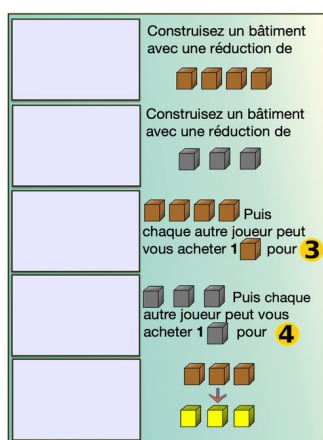 Construisez un bâtiment
avec une réduction de
Construisez un bâtiment
avec une réduction de
Puis
chaque autre joueur peut
vous acheter 1 pour 3
Puis chaque
autre joueur peut vous
acheter 1 pour 4